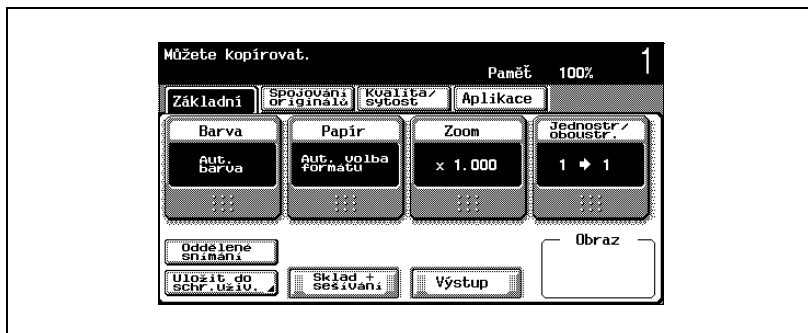 Můžete kopírovat.
Paměť 100% 1
Základní
Spojování
originálů
Kvalita/
sytost
Aplikace
Barva
Aut.
barva
Papír
Aut. volba
formátu
Zoom
x 1.000
Jednostr/
oboustr.
1 ➔ 1
Oddělené
snímání
Uložit do
schr.uživ.
Sklad +
sešívání
Výstup
Obraz